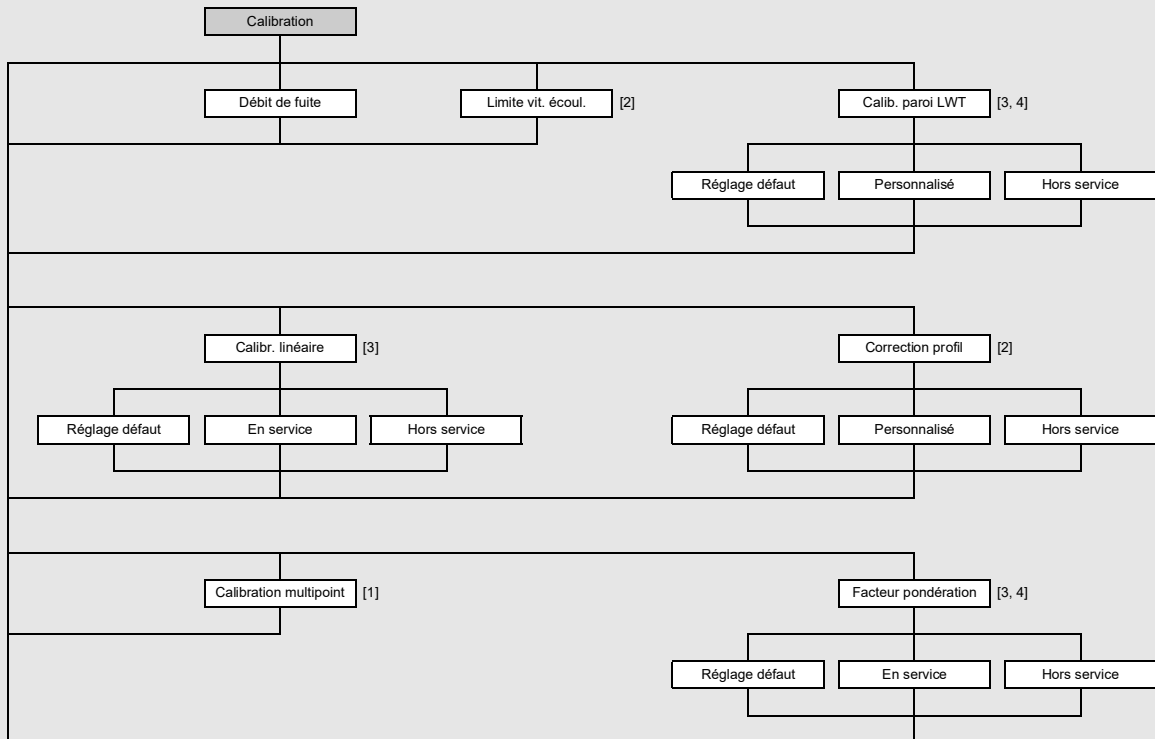 Calibration
Débit de fuite
Limite vit. écoul. [2]
Calib. paroi LWT [3, 4]
Réglage défaut
Personnalisé
Hors service
Calibr. linéaire [3]
Correction profil [2]
Réglage défaut
En service
Hors service
Réglage défaut
Personnalisé
Hors service
Calibration multipoint [1]
Facteur pondération [3, 4]
Réglage défaut
En service
Hors service